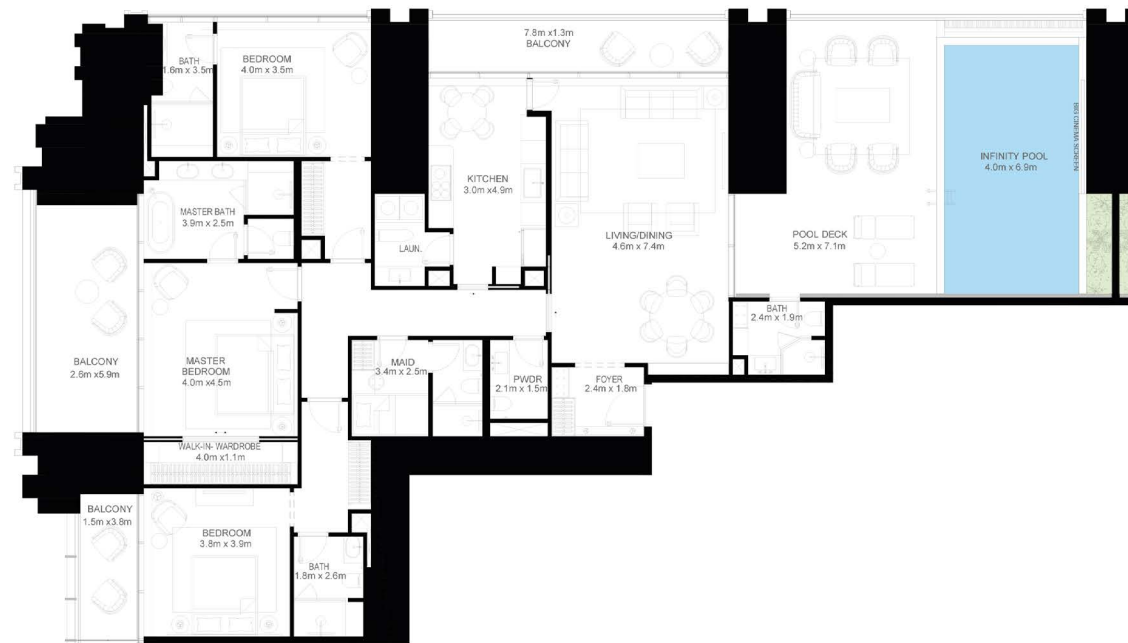 7.8m x1.3m
BALCONY
BATH
1.6m x 3.5m
BEDROOM
4.0m x 3.5m
BIG CINEMA SCREEN
INFINITY POOL
4.0m x 6.9m
KITCHEN
3.0m x4.9m
MASTER BATH
3.9m x 2.5m
LAUN.
LIVING/DINING
4.6m x 7.4m
POOL DECK
5.2m x 7.1m
BATH
2.4m x 1.9m
BALCONY
2.6m x5.9m
MASTER
BEDROOM
4.0m x4.5m
MAID
3.4m x 2.5m
PWDR
2.1m x 1.5m
FOYER
2.4m x 1.8m
WALK-IN- WARDROBE
4.0m x1.1m
BALCONY
1.5m x3.8m
BEDROOM
3.8m x 3.9m
BATH
1.8m x 2.6m